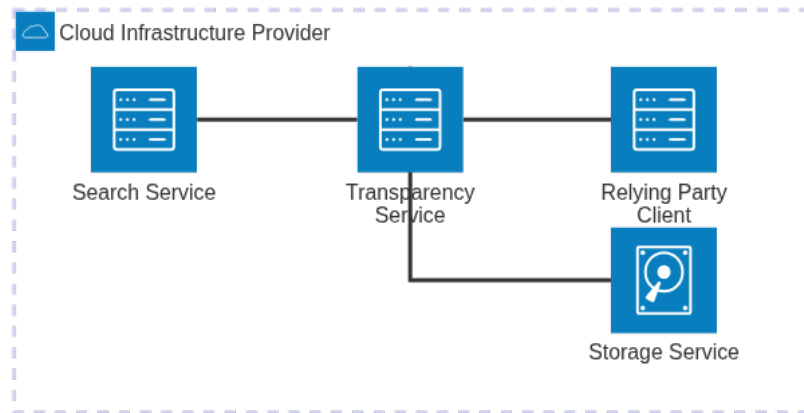 Cloud Infrastructure Provider
Search Service
Transparency
Service
Relying Party
Client
Storage Service